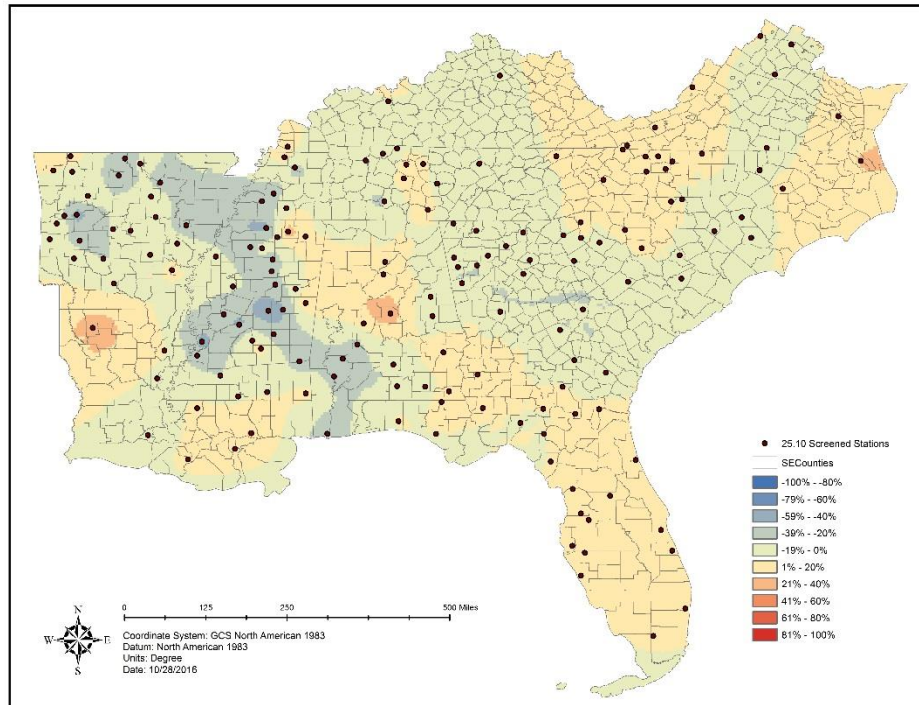 25.10 Screened Stations
SECounties
-100% - -80%
-79% - -60%
-59% - -40%
-39% - -20%
-19% - 0%
1% - 20%
21% - 40%
41% - 60%
61% - 80%
81% - 100%
0 125 250 500 Miles
N
W E
S
Coordinate System: GCS North American 1983
Datum: North American 1983
Units: Degree
Date: 10/28/2016